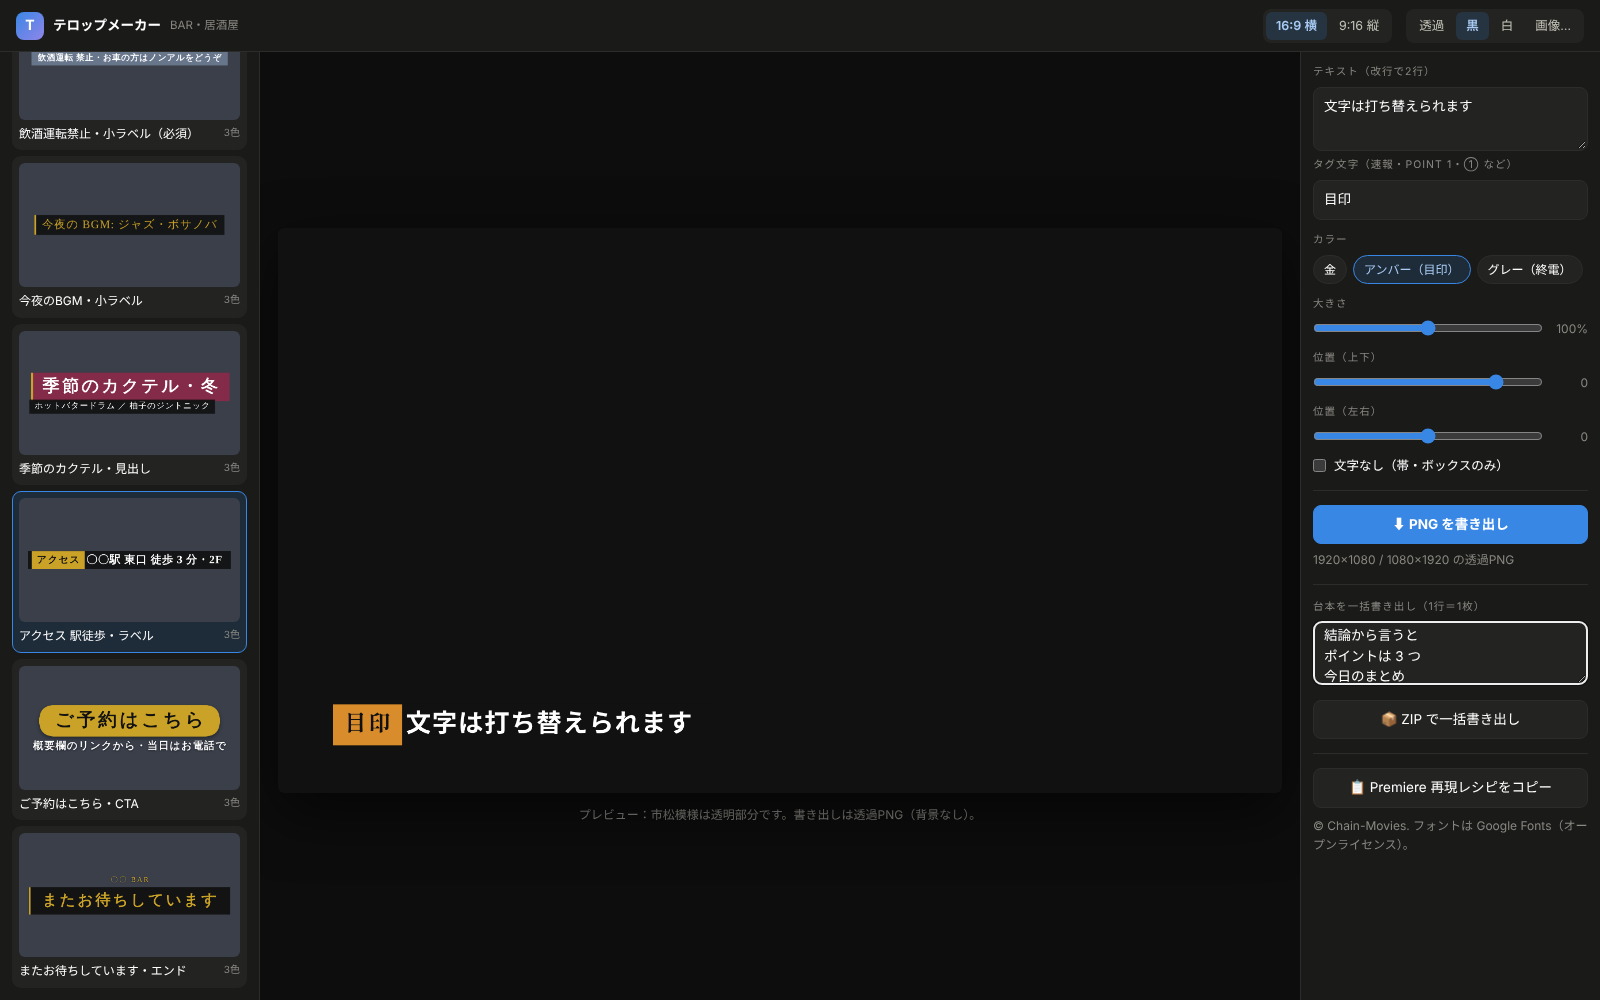 T テロップメーカー BAR・居酒屋
16:9 横 9:16 縦 透過 黒 白 画像...
飲酒運転 禁止・お車の方はノンアルをどうぞ
飲酒運転禁止・小ラベル（必須） 3色
今夜の BGM: ジャズ・ボサノバ
今夜のBGM・小ラベル 3色
季節のカクテル・冬
ホットバタードラム ／ 柚子のジントニック
季節のカクテル・見出し 3色
アクセス 〇〇駅 東口 徒歩 3 分・2F
アクセス 駅徒歩・ラベル 3色
ご予約はこちら
概要欄のリンクから・当日はお電話で
ご予約はこちら・CTA 3色
〇〇 BAR
またお待ちしています
またお待ちしています・エンド 3色
目印 文字は打ち替えられます
プレビュー：市松模様は透明部分です。書き出しは透過PNG（背景なし）。
テキスト（改行で2行）
文字は打ち替えられます
タグ文字（速報・POINT 1・① など）
目印
カラー
金 アンバー（目印） グレー（終電）
大きさ
100%
位置（上下）
0
位置（左右）
0
文字なし（帯・ボックスのみ）
⬇ PNG を書き出し
1920×1080 / 1080×1920 の透過PNG
台本を一括書き出し（1行＝1枚）
結論から言うと
ポイントは 3 つ
今日のまとめ
📦 ZIP で一括書き出し
📋 Premiere 再現レシピをコピー
© Chain-Movies. フォントは Google Fonts（オー
プンライセンス）。